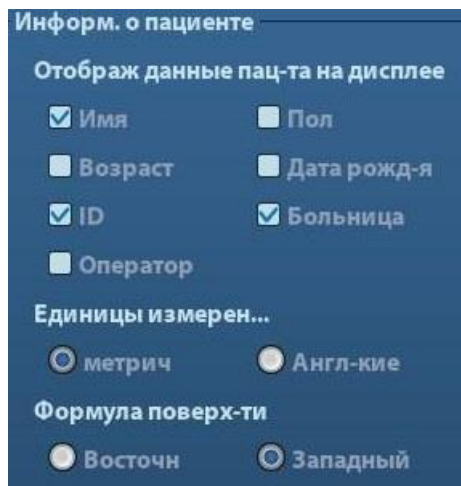 Информ. о пациенте
Отображ данные пац-та на дисплее
Имя Пол
Возраст Дата рожд-я
ID Больница
Оператор
Единицы измерен...
метрич Англ-кие
Формула поверх-ти
Восточн Западный